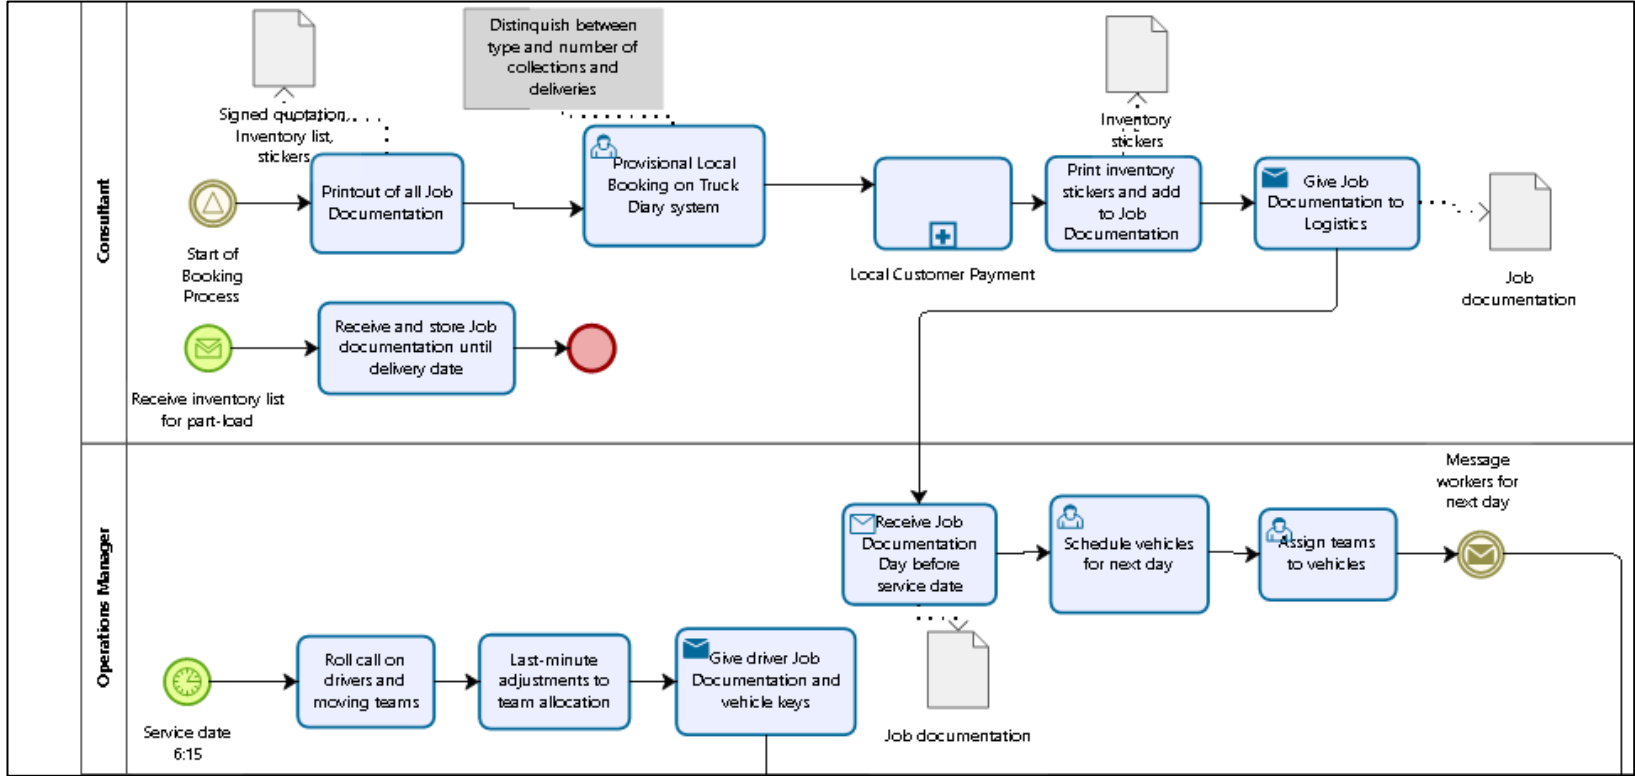 Consultant
Signed quotation,
Inventory list,
stickers
Distinquish between
type and number of
collections and
deliveries
Inventory
stickers
Start of
Booking
Process
Printout of all Job
Documentation
Provisional Local
Booking on Truck
Diary system
Local Customer Payment
Print inventory
stickers and add
to Job
Documentation
Give Job
Documentation to
Logistics
Job
documentation
Receive inventory list
for part-load
Receive and store Job
documentation until
delivery date
Operations Manager
Receive Job
Documentation
Day before
service date
Job documentation
Schedule vehicles
for next day
Assign teams
to vehicles
Message
workers for
next day
Service date
6:15
Roll call on
drivers and
moving teams
Last-minute
adjustments to
team allocation
Give driver Job
Documentation and
vehicle keys